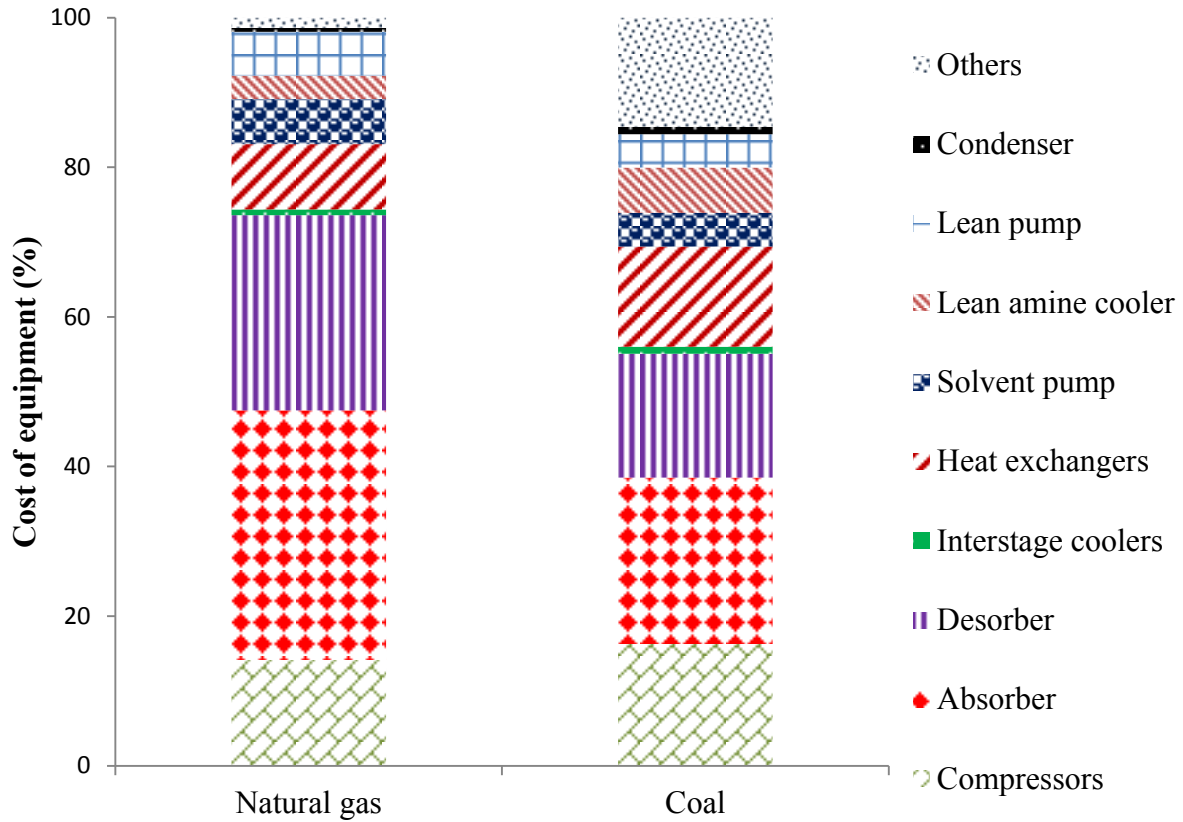 100
80
60
40
20
0
Cost of equipment (%)
Natural gas
Coal
Others
Condenser
Lean pump
Lean amine cooler
Solvent pump
Heat exchangers
Interstage coolers
Desorber
Absorber
Compressors